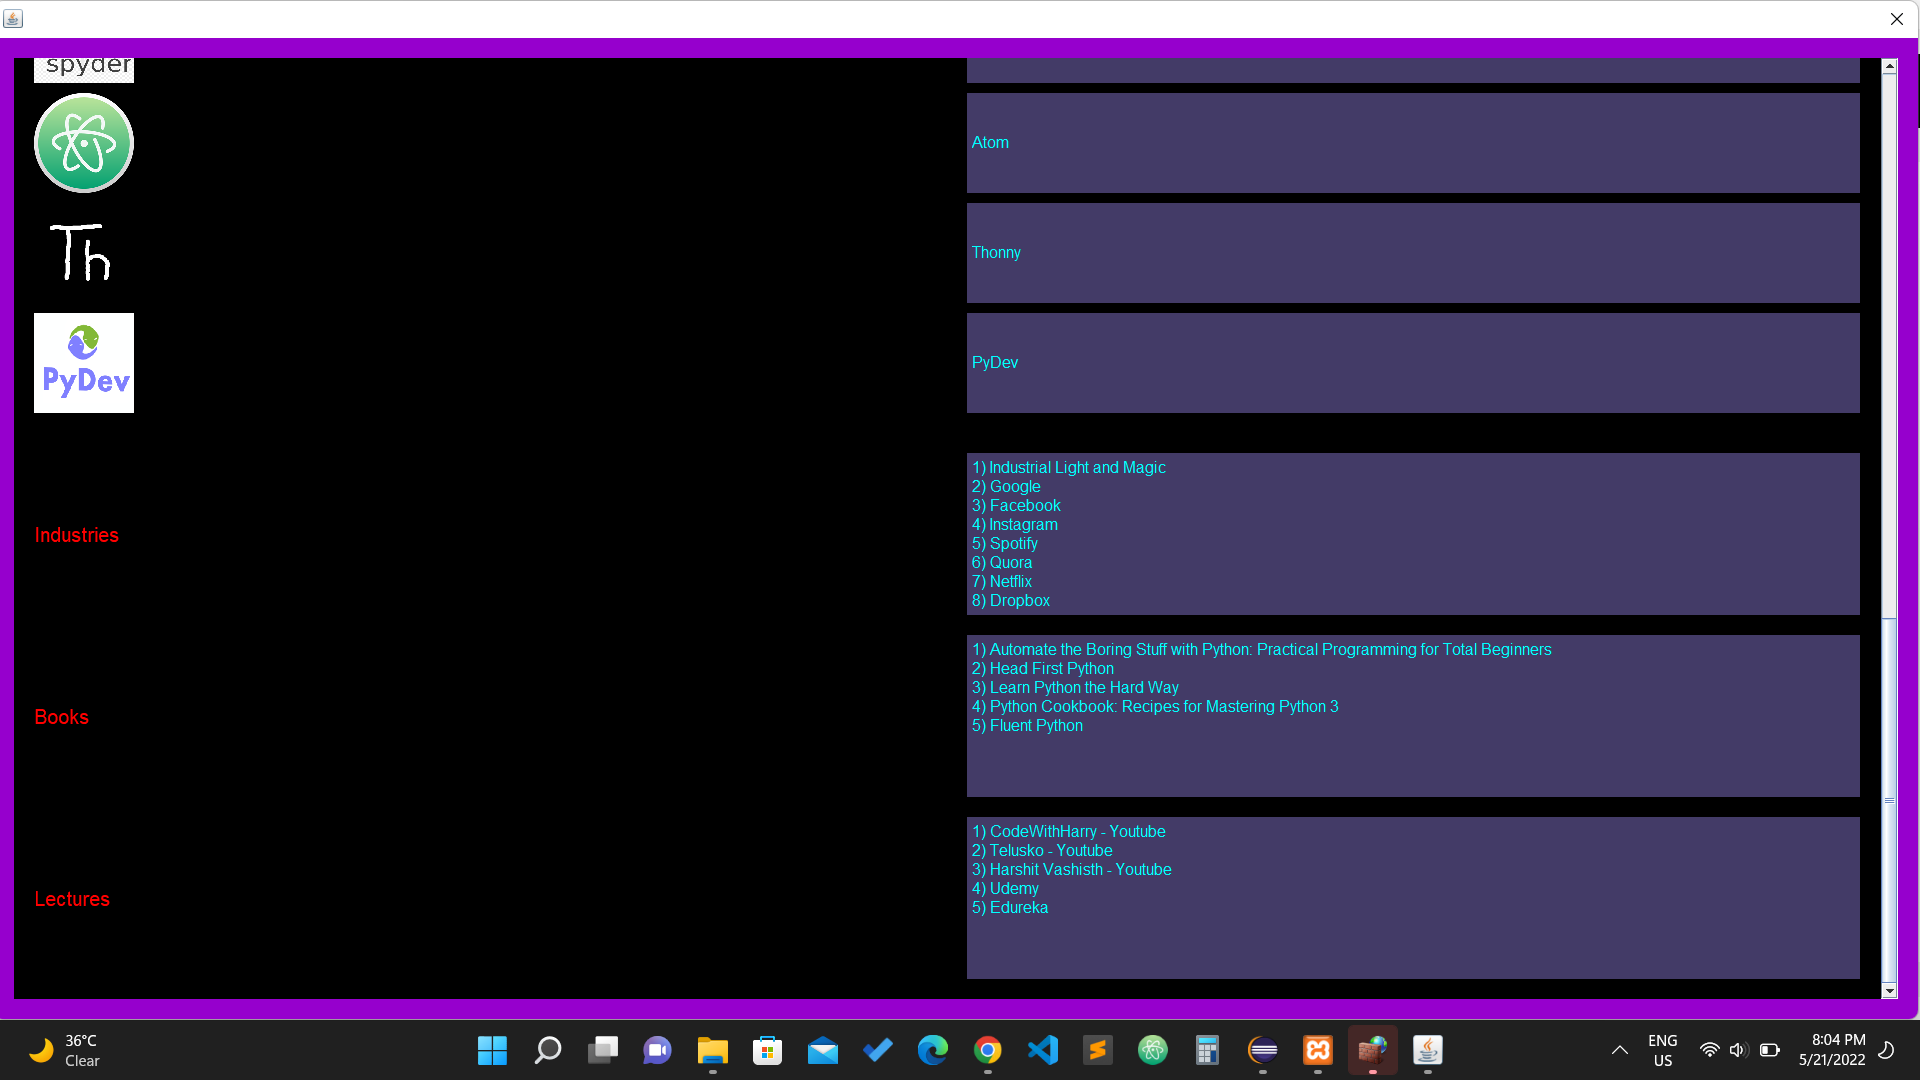 spyder
Atom
Th
Thonny
PyDev
PyDev
Industries
1) Industrial Light and Magic
2) Google
3) Facebook
4) Instagram
5) Spotify
6) Quora
7) Netflix
8) Dropbox
Books
1) Automate the Boring Stuff with Python: Practical Programming for Total Beginners
2) Head First Python
3) Learn Python the Hard Way
4) Python Cookbook: Recipes for Mastering Python 3
5) Fluent Python
Lectures
1) CodeWithHarry - Youtube
2) Telusko - Youtube
3) Harshit Vashisth - Youtube
4) Udemy
5) Edureka
36°C
Clear
ENG
US
8:04 PM
5/21/2022